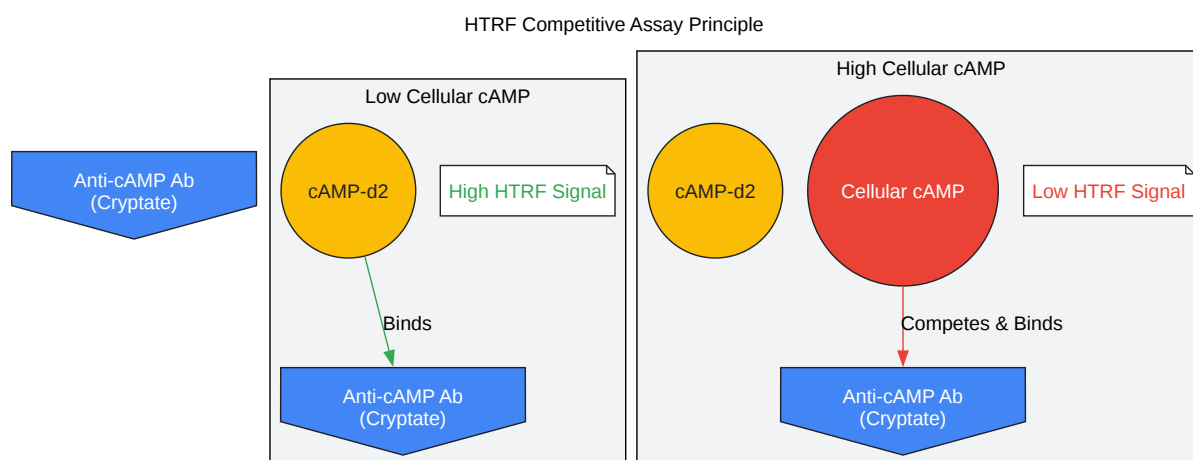 HTRF Competitive Assay Principle
Anti-cAMP Ab
(Cryptate)
Low Cellular cAMP
cAMP-d2
High HTRF Signal
Binds
Anti-cAMP Ab
(Cryptate)
High Cellular cAMP
cAMP-d2
Cellular cAMP
Low HTRF Signal
Competes & Binds
Anti-cAMP Ab
(Cryptate)